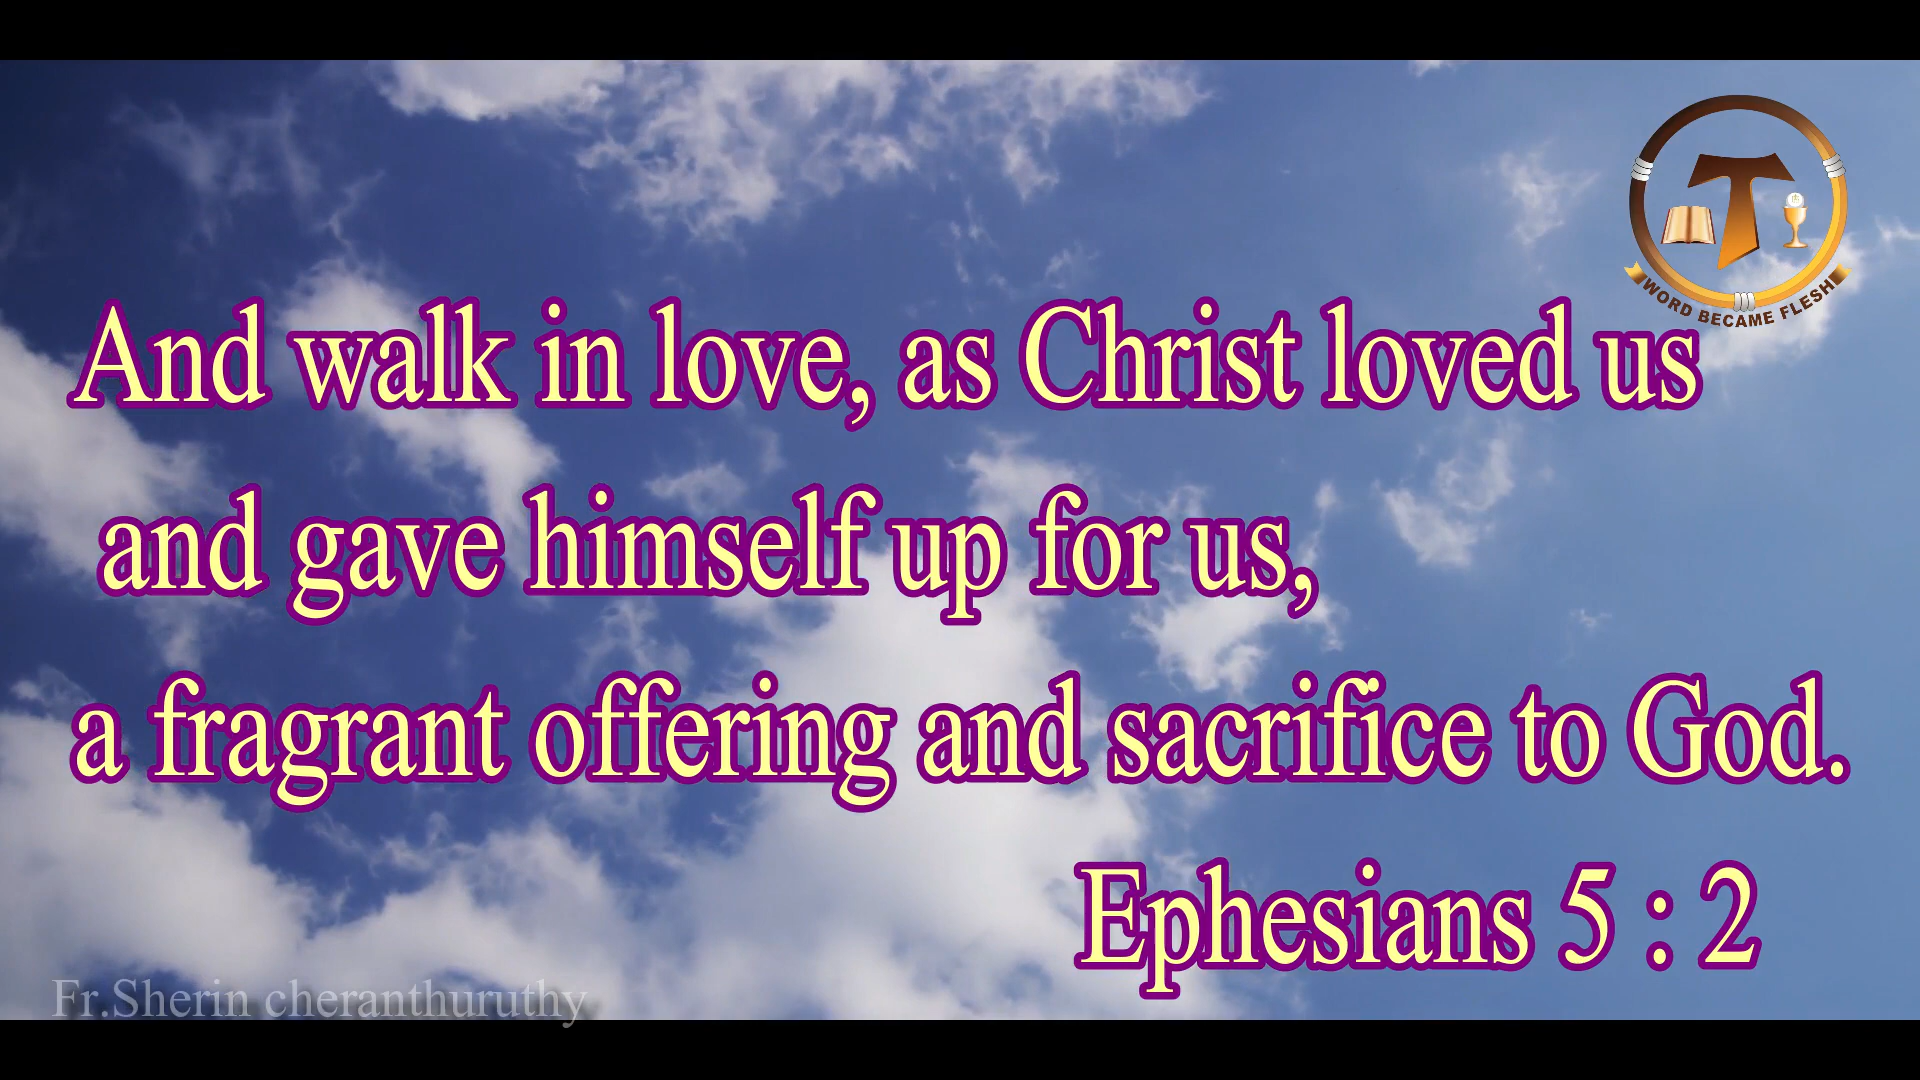 WORD BECAME FLESH
And walk in love, as Christ loved us
and gave himself up for us,
a fragrant offering and sacrifice to God.
Ephesians 5 : 2
Fr.Sherin cheranthuruthy